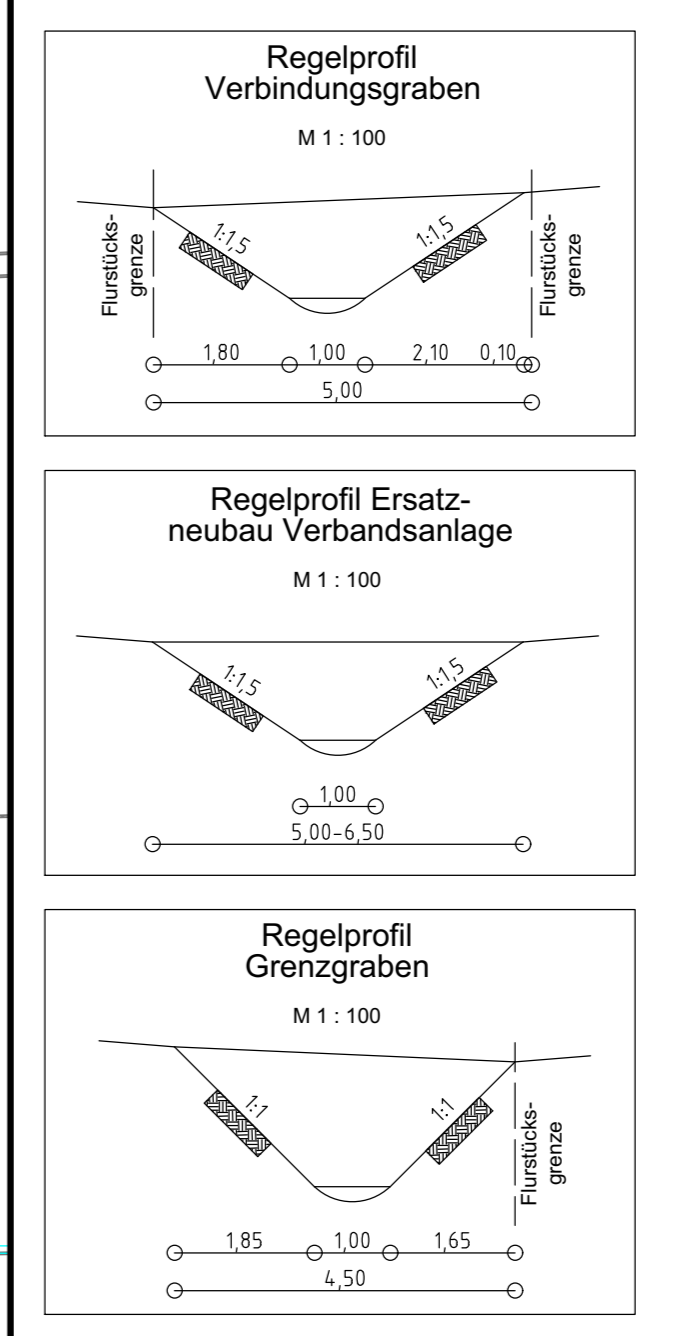 Regelprofil
Verbindungsgraben
M 1 : 100
1:1,5
1:1,5
Flurstücks-
grenze
Flurstücks-
grenze
1,80 1,00 2,10 0,10
5,00
Regelprofil Ersatz-
neubau Verbandsanlage
M 1 : 100
1:1,5
1:1,5
1,00
5,00-6,50
Regelprofil
Grenzgraben
M 1 : 100
1:1
1:1
Flurstücks-
grenze
1,85 1,00 1,65
4,50